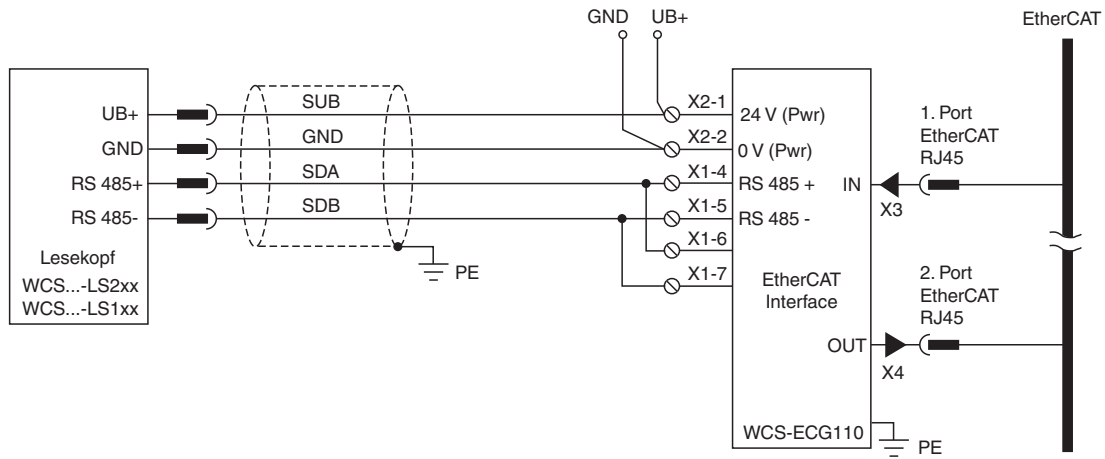 GND UB+
EtherCAT
UB+
GND
RS 485+
RS 485-
Lesekopf
WCS...-LS2xx
WCS...-LS1xx
SUB
GND
SDA
SDB
PE
X2-1
X2-2
X1-4
X1-5
X1-6
X1-7
24 V (Pwr)
0 V (Pwr)
RS 485 +
RS 485 -
IN
EtherCAT
Interface
OUT
WCS-ECG110
PE
X3
1. Port
EtherCAT
RJ45
X4
2. Port
EtherCAT
RJ45